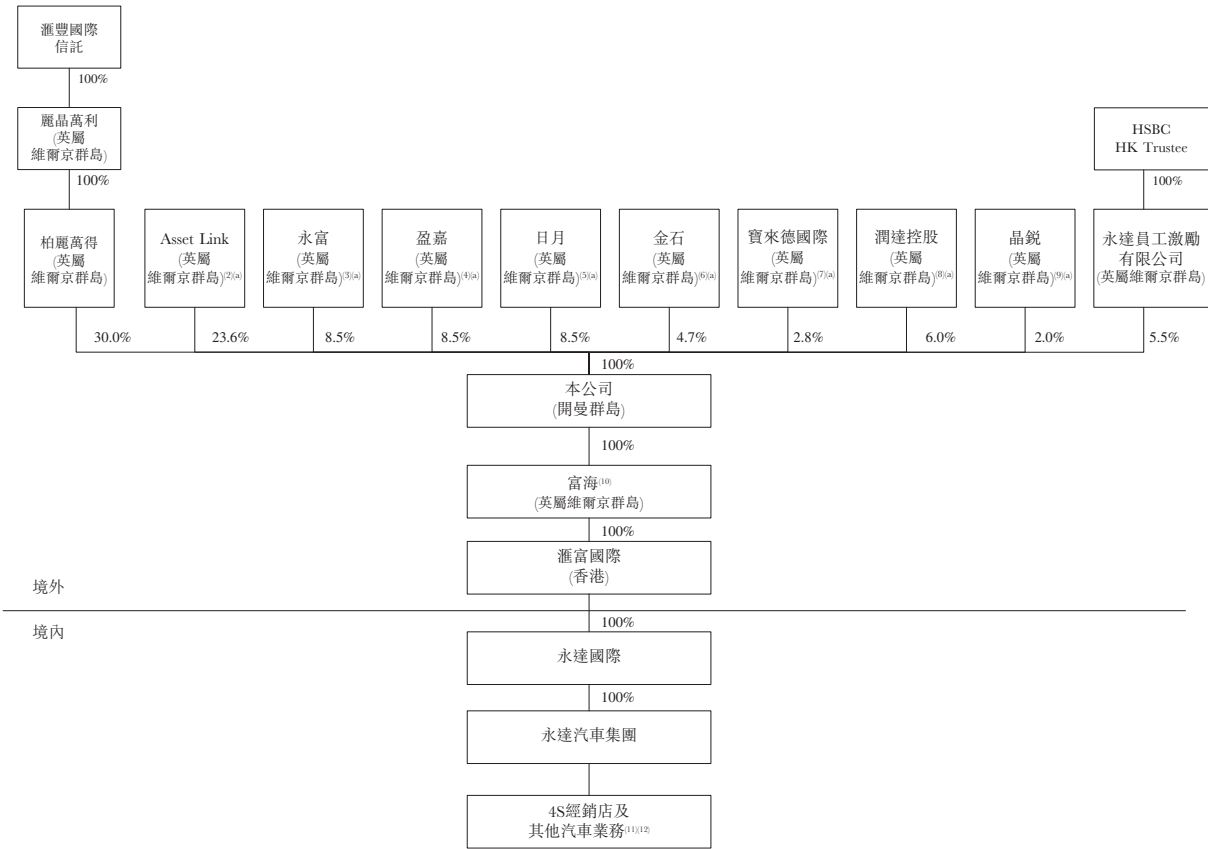 滙豐國際
信託
100%
麗晶萬利
(英屬
維爾京群島)
HSBC
HK Trustee
100%
100%
柏麗萬得
(英屬
維爾京群島)
Asset Link
(英屬
維爾京群島)(2)(a)
永富
(英屬
維爾京群島)(3)(a)
盈嘉
(英屬
維爾京群島)(4)(a)
日月
(英屬
維爾京群島)(5)(a)
金石
(英屬
維爾京群島)(6)(a)
寶來德國際
(英屬
維爾京群島)(7)(a)
潤達控股
(英屬
維爾京群島)(8)(a)
晶銳
(英屬
維爾京群島)(9)(a)
永達員工激勵
有限公司
(英屬維爾京群島)
30.0%
23.6%
8.5%
8.5%
8.5%
4.7%
2.8%
6.0%
2.0%
5.5%
100%
本公司
(開曼群島)
100%
富海(10)
(英屬維爾京群島)
100%
滙富國際
(香港)
境外
境內
100%
永達國際
100%
永達汽車集團
4S經銷店及
其他汽車業務(11)(12)